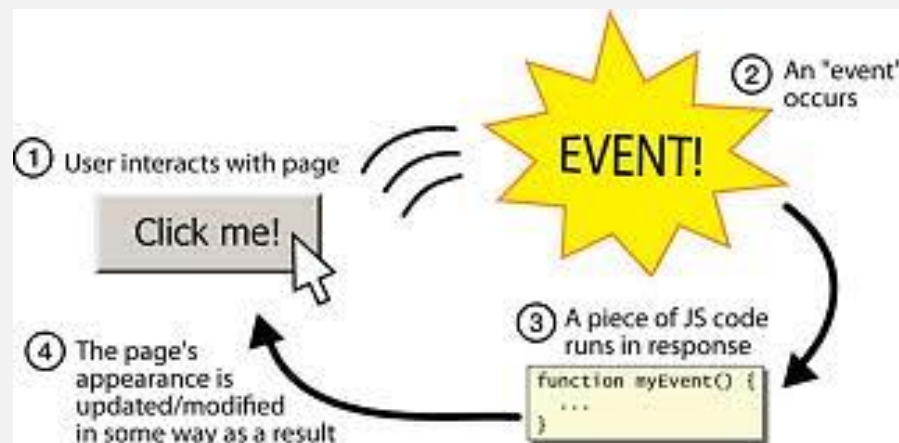 ① User interacts with page
Click me!
② An "event"
occurs
EVENT!
③ A piece of JS code
runs in response
function myEvent() {
...
}
④ The page's
appearance is
updated/modified
in some way as a result